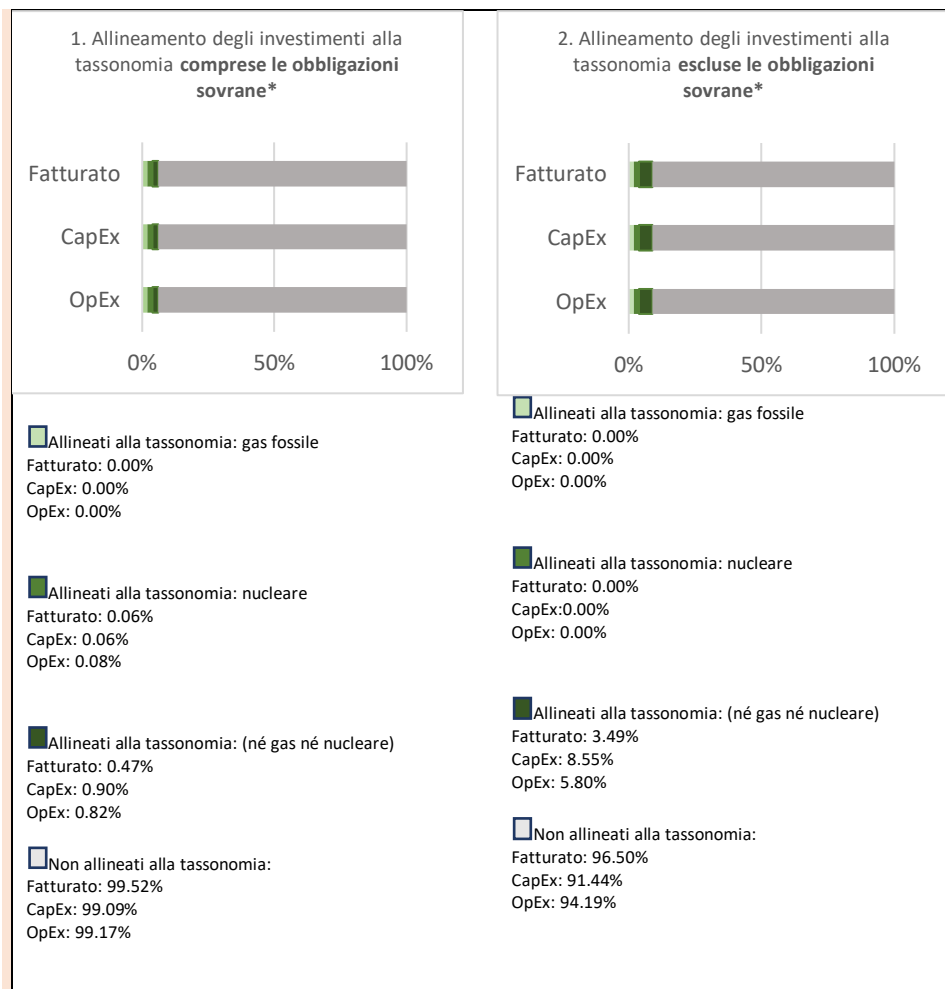 1. Allineamento degli investimenti alla
tassonomia comprese le obbligazioni
sovrane*
Fatturato
CapEx
OpEx
0%
50%
100%
Allineati alla tassonomia: gas fossile
Fatturato: 0.00%
CapEx: 0.00%
OpEx: 0.00%
Allineati alla tassonomia: nucleare
Fatturato: 0.06%
CapEx: 0.06%
OpEx: 0.08%
Allineati alla tassonomia: (né gas né nucleare)
Fatturato: 0.47%
CapEx: 0.90%
OpEx: 0.82%
Non allineati alla tassonomia:
Fatturato: 99.52%
CapEx: 99.09%
OpEx: 99.17%
2. Allineamento degli investimenti alla
tassonomia escluse le obbligazioni
sovrane*
Fatturato
CapEx
OpEx
0%
50%
100%
Allineati alla tassonomia: gas fossile
Fatturato: 0.00%
CapEx: 0.00%
OpEx: 0.00%
Allineati alla tassonomia: nucleare
Fatturato: 0.00%
CapEx:0.00%
OpEx: 0.00%
Allineati alla tassonomia: (né gas né nucleare)
Fatturato: 3.49%
CapEx: 8.55%
OpEx: 5.80%
Non allineati alla tassonomia:
Fatturato: 96.50%
CapEx: 91.44%
OpEx: 94.19%